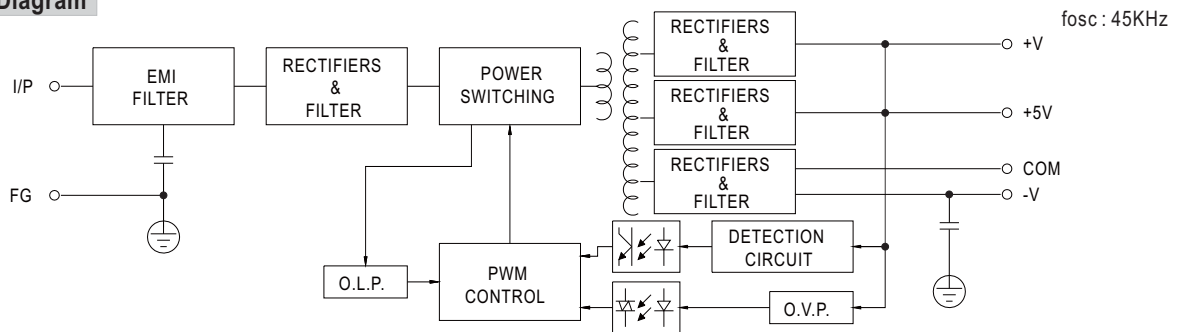 Diagram
fosc : 45KHz
I/P
EMI
FILTER
RECTIFIERS
&
FILTER
POWER
SWITCHING
RECTIFIERS
&
FILTER
+V
RECTIFIERS
&
FILTER
+5V
RECTIFIERS
&
FILTER
COM
-V
FG
O.L.P.
PWM
CONTROL
DETECTION
CIRCUIT
O.V.P.